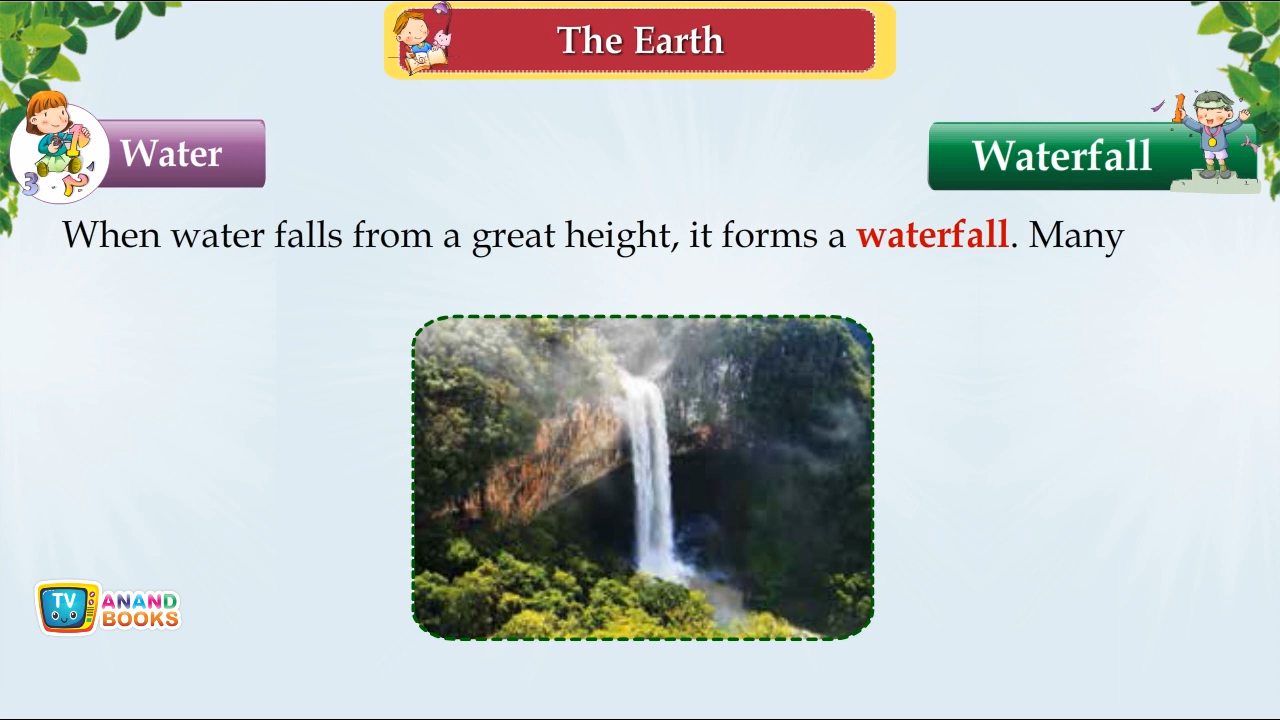 The Earth
Water
Waterfall
When water falls from a great height, it forms a waterfall. Many
TV
ANAND
BOOKS